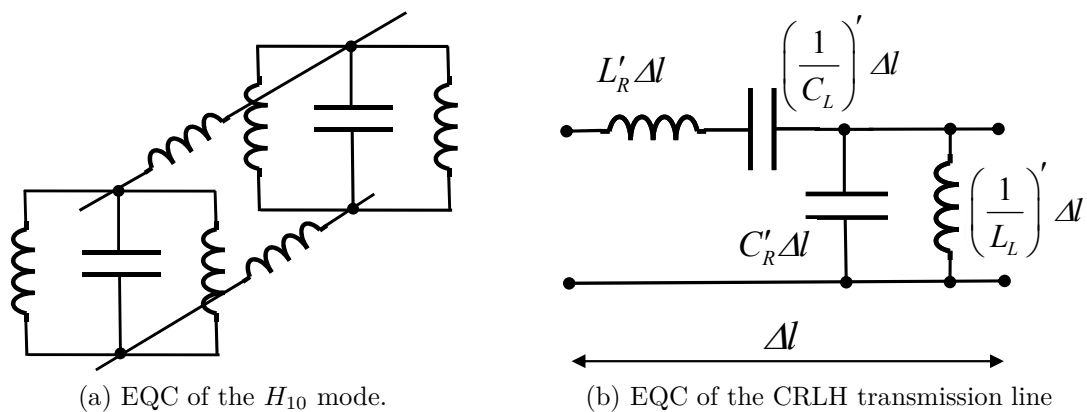 L′_R Δl
(1/C_L)′ Δl
C′_R Δl
(1/L_L)′ Δl
Δl
(a) EQC of the H₁₀ mode.
(b) EQC of the CRLH transmission line